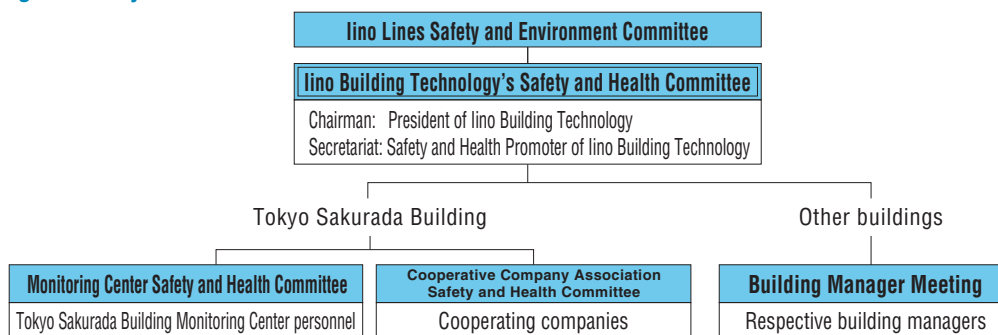 Iino Lines Safety and Environment Committee
Iino Building Technology's Safety and Health Committee
Chairman: President of Iino Building Technology
Secretariat: Safety and Health Promoter of Iino Building Technology
Tokyo Sakurada Building
Other buildings
Monitoring Center Safety and Health Committee
Tokyo Sakurada Building Monitoring Center personnel
Cooperative Company Association
Safety and Health Committee
Cooperating companies
Building Manager Meeting
Respective building managers